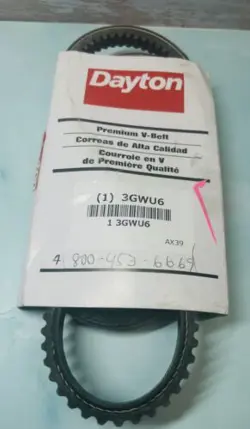 Dayton
Premium V-Belt
Correas de Alta Calidad
Courroie en V
de Première Qualité
(1) 3GWU6
1 3GWU6
AX39
4 800-453-6669